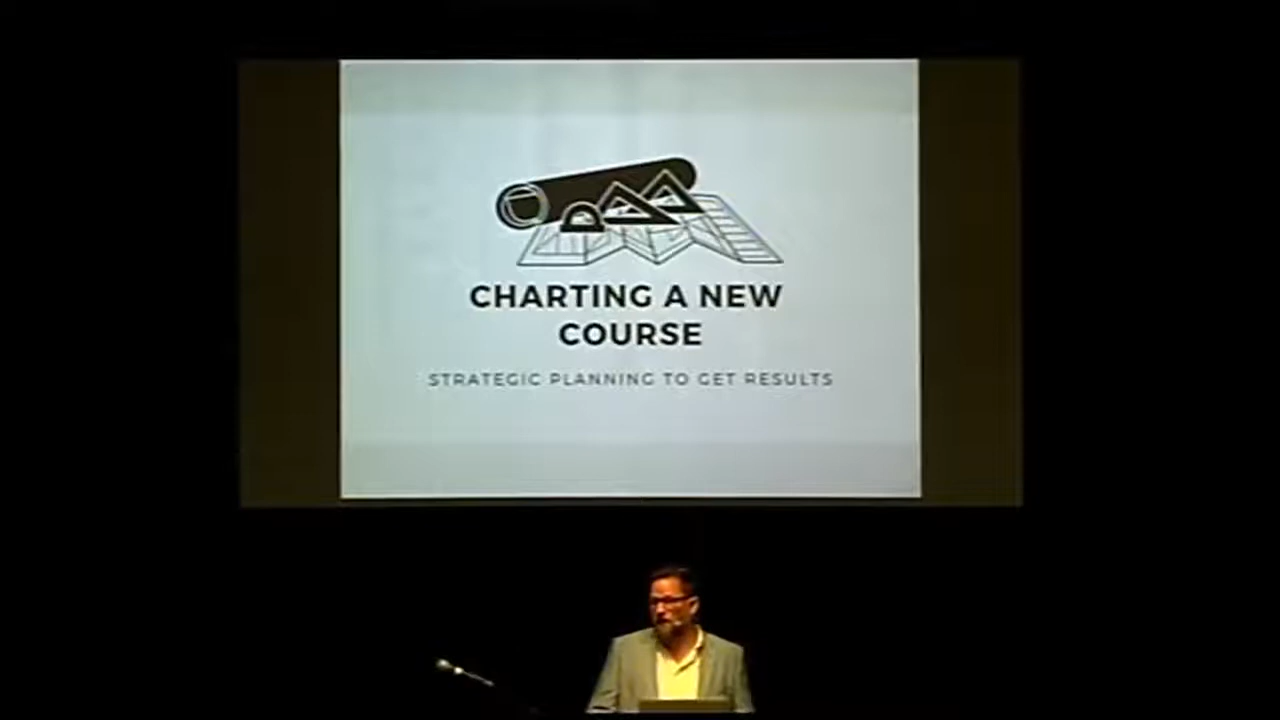 CHARTING A NEW
COURSE
STRATEGIC PLANNING TO GET RESULTS